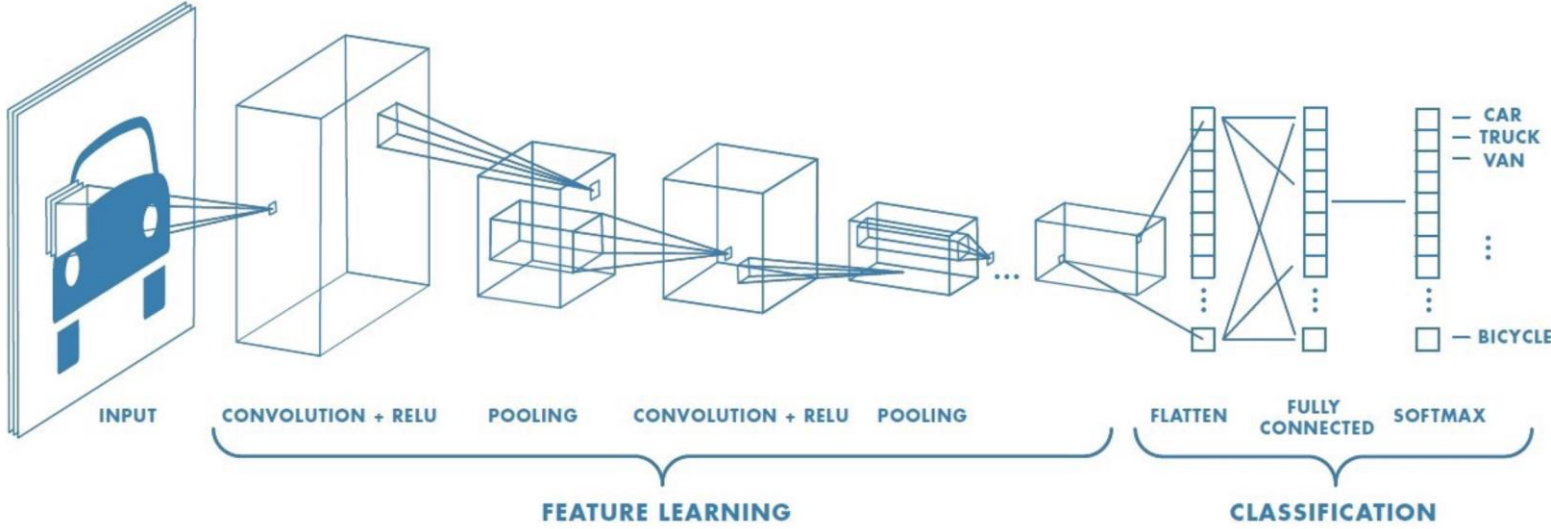 CAR
TRUCK
VAN
BICYCLE
INPUT
CONVOLUTION + RELU
POOLING
CONVOLUTION + RELU
POOLING
FLATTEN
FULLY
CONNECTED
SOFTMAX
FEATURE LEARNING
CLASSIFICATION